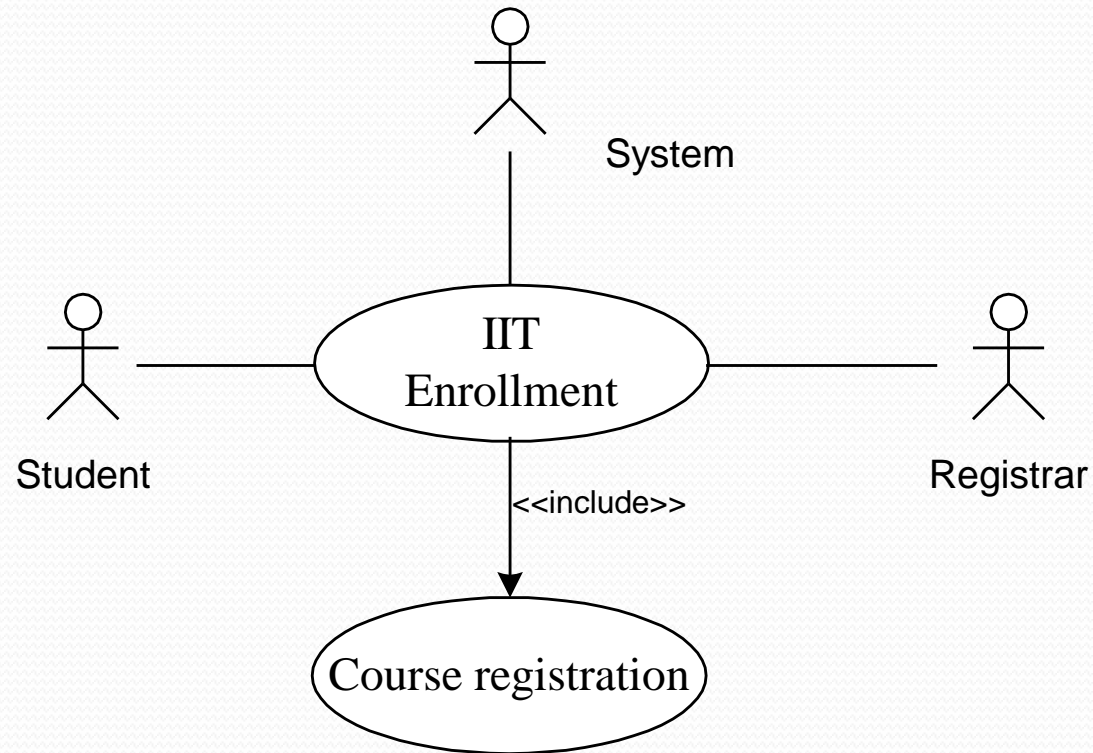 System
IIT
Enrollment
Student
Registrar
<<include>>
Course registration